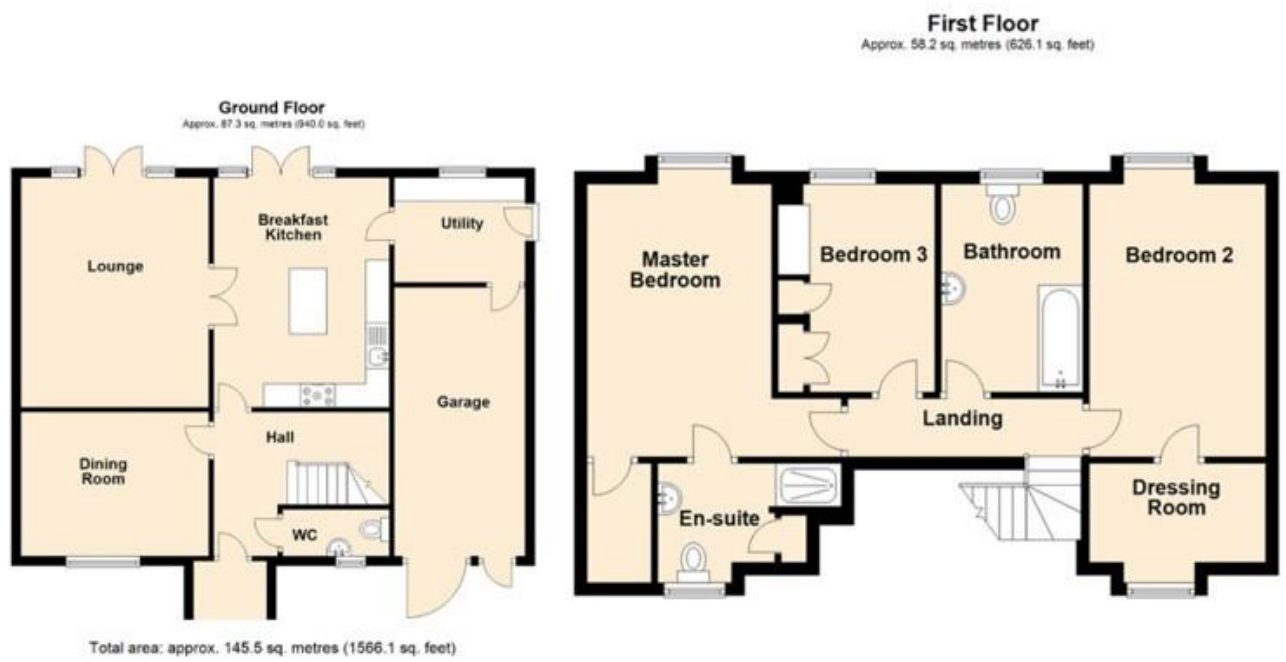 First Floor
Approx. 58.2 sq. metres (626.1 sq. feet)
Ground Floor
Approx. 87.3 sq. metres (940.0 sq. feet)
Lounge
Breakfast
Kitchen
Utility
Garage
Hall
Dining
Room
WC
Master
Bedroom
Bedroom 3
Bathroom
Bedroom 2
Landing
En-suite
Dressing
Room
Total area: approx. 145.5 sq. metres (1566.1 sq. feet)